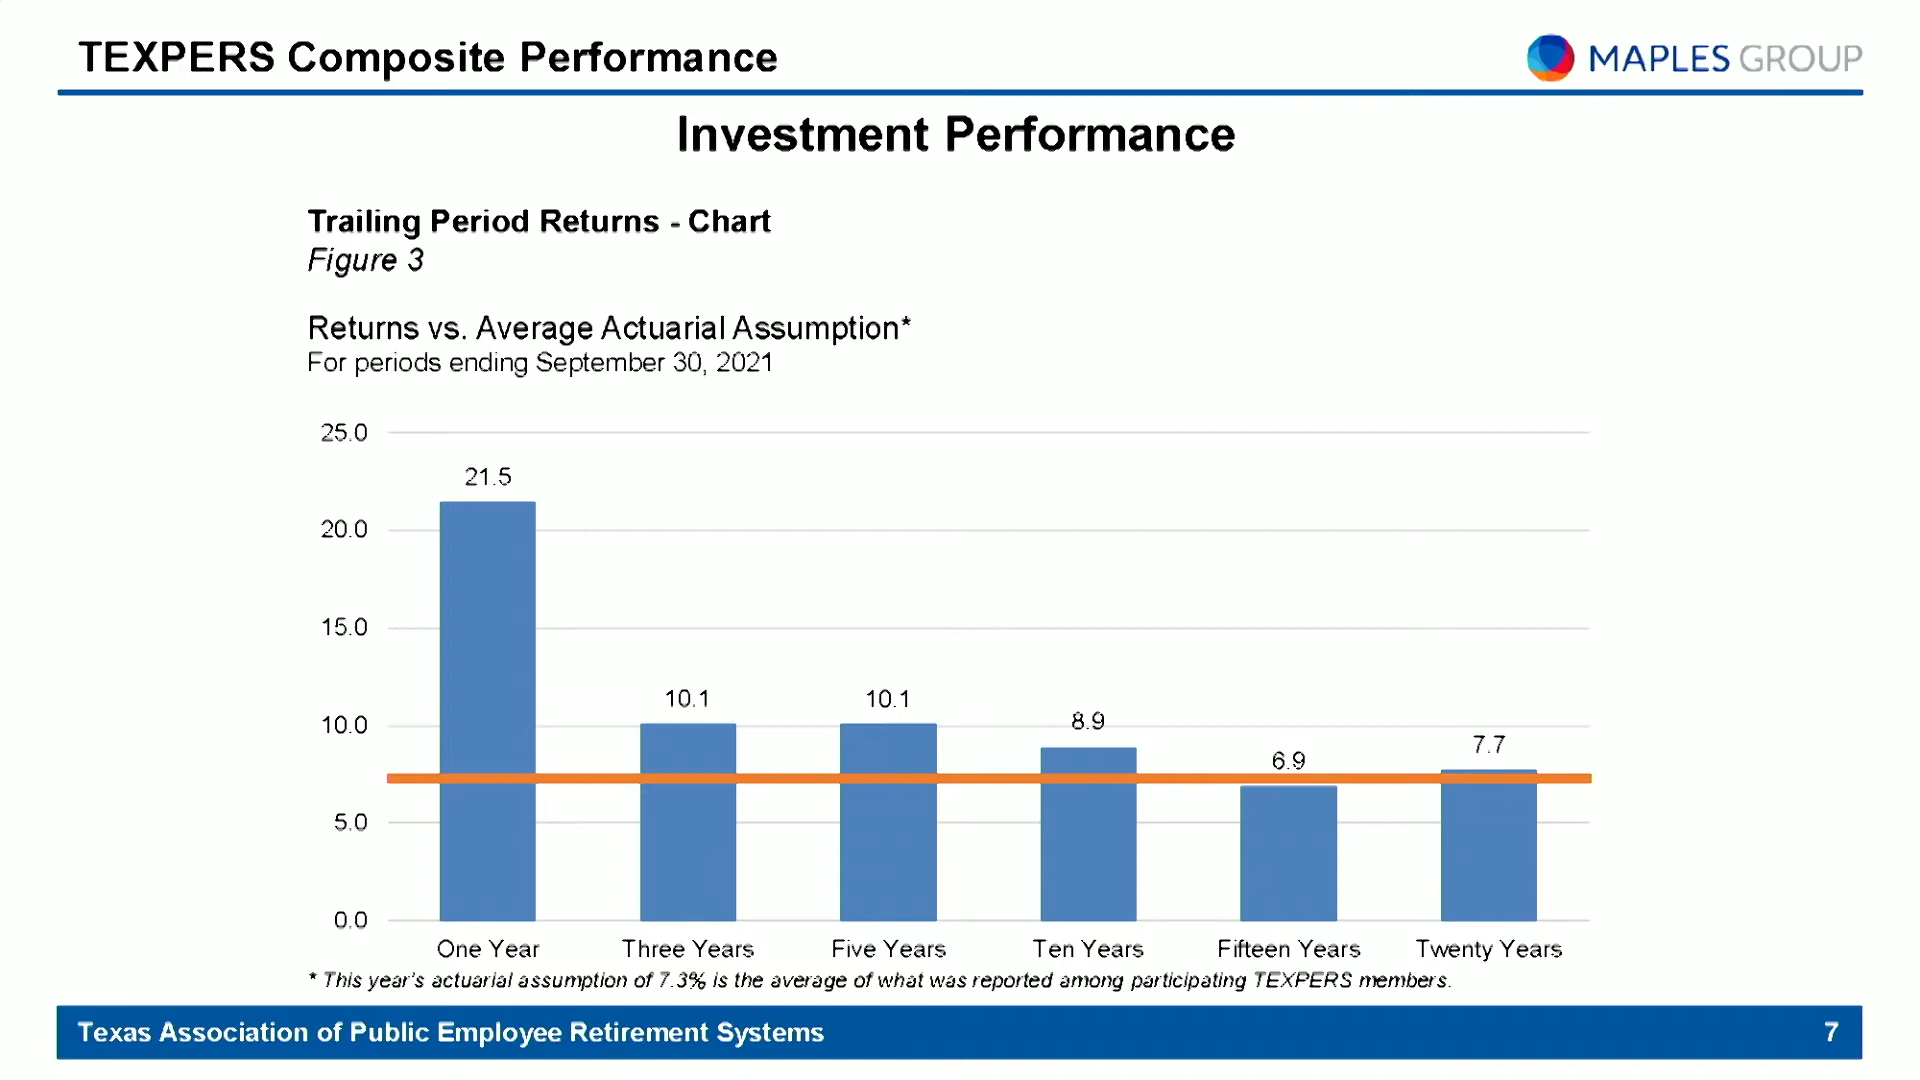 TEXPERS Composite Performance
MAPLES GROUP
Investment Performance
Trailing Period Returns - Chart
Figure 3
Returns vs. Average Actuarial Assumption*
For periods ending September 30, 2021
25.0
21.5
20.0
15.0
10.1
10.1
10.0
8.9
7.7
6.9
5.0
0.0
One Year Three Years Five Years Ten Years Fifteen Years Twenty Years
* This year's actuarial assumption of 7.3% is the average of what was reported among participating TEXPERS members.
Texas Association of Public Employee Retirement Systems 7